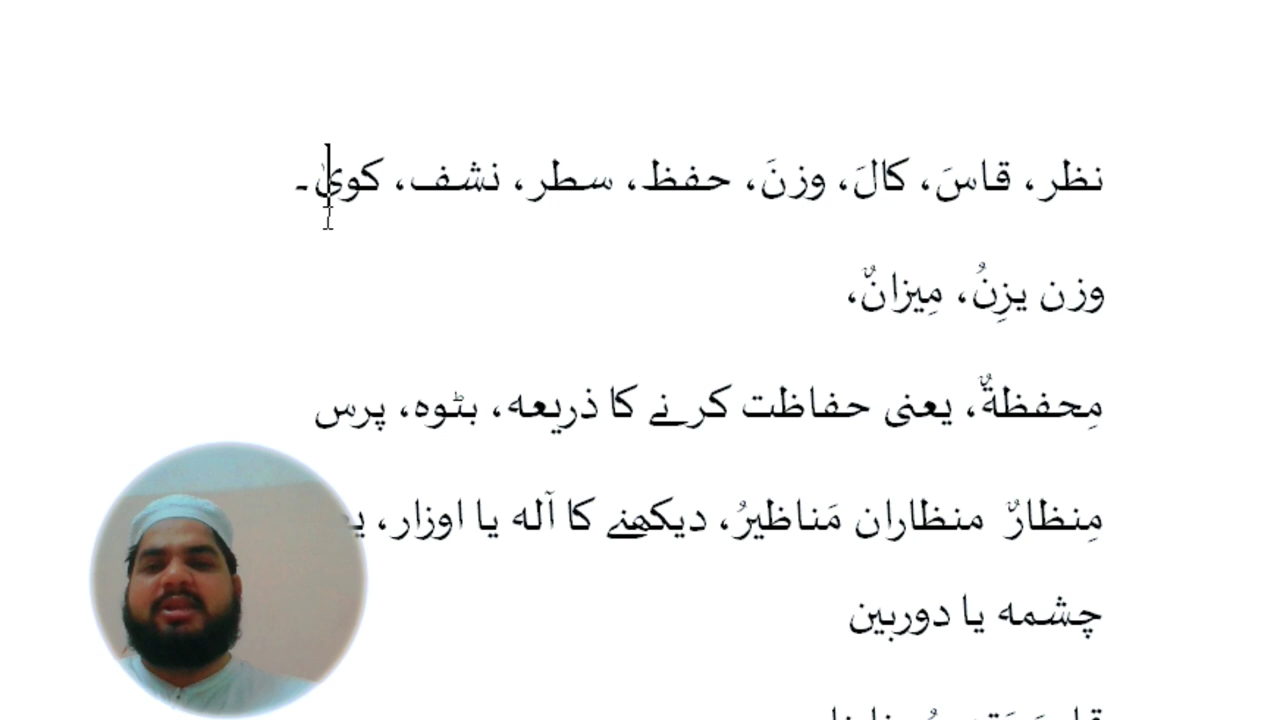 نظر، قاسَ، کالَ، وزنَ، حفظ، سطر، نشف، کویٰ۔
وزن یزِنُ، مِیزانٌ،
مِحفظةٌ، یعنی حفاظت کرنے کا ذریعہ، بٹوہ، پرس
مِنظارٌ منظاران مَناظیرُ، دیکھنے کا آلہ یا اوزار،
چشمہ یا دوربین